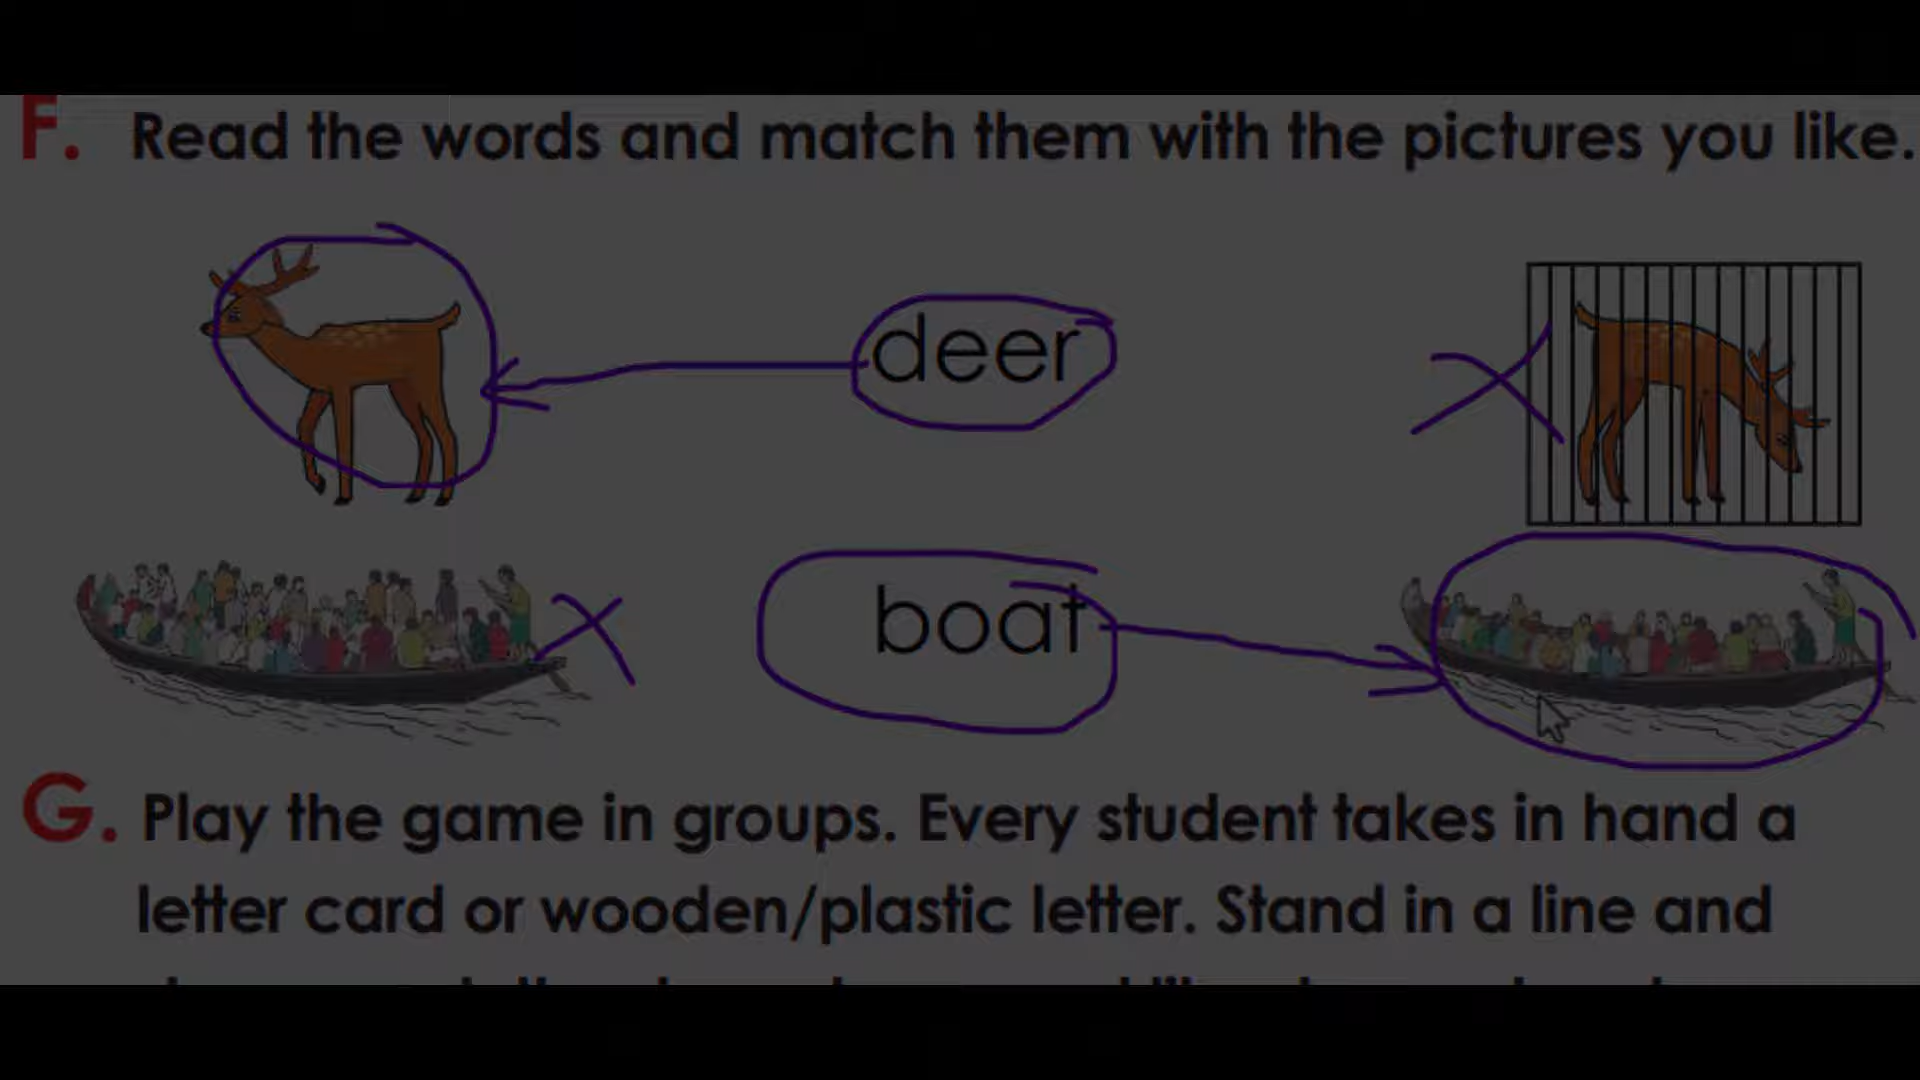 F. Read the words and match them with the pictures you like.
deer
boat
G. Play the game in groups. Every student takes in hand a
letter card or wooden/plastic letter. Stand in a line and